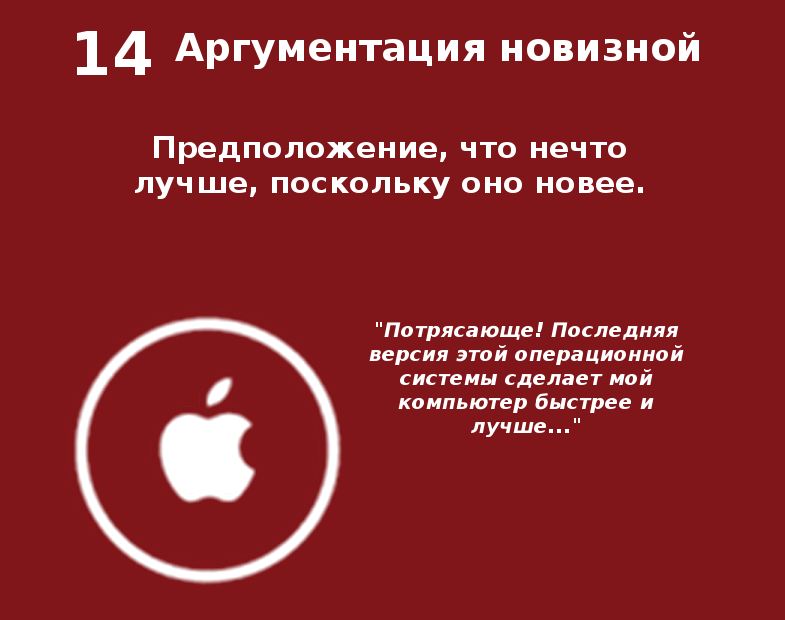 14 Аргументация новизной
Предположение, что нечто
лучше, поскольку оно новее.
"Потрясающе! Последняя
версия этой операционной
системы сделает мой
компьютер быстрее и
лучше..."